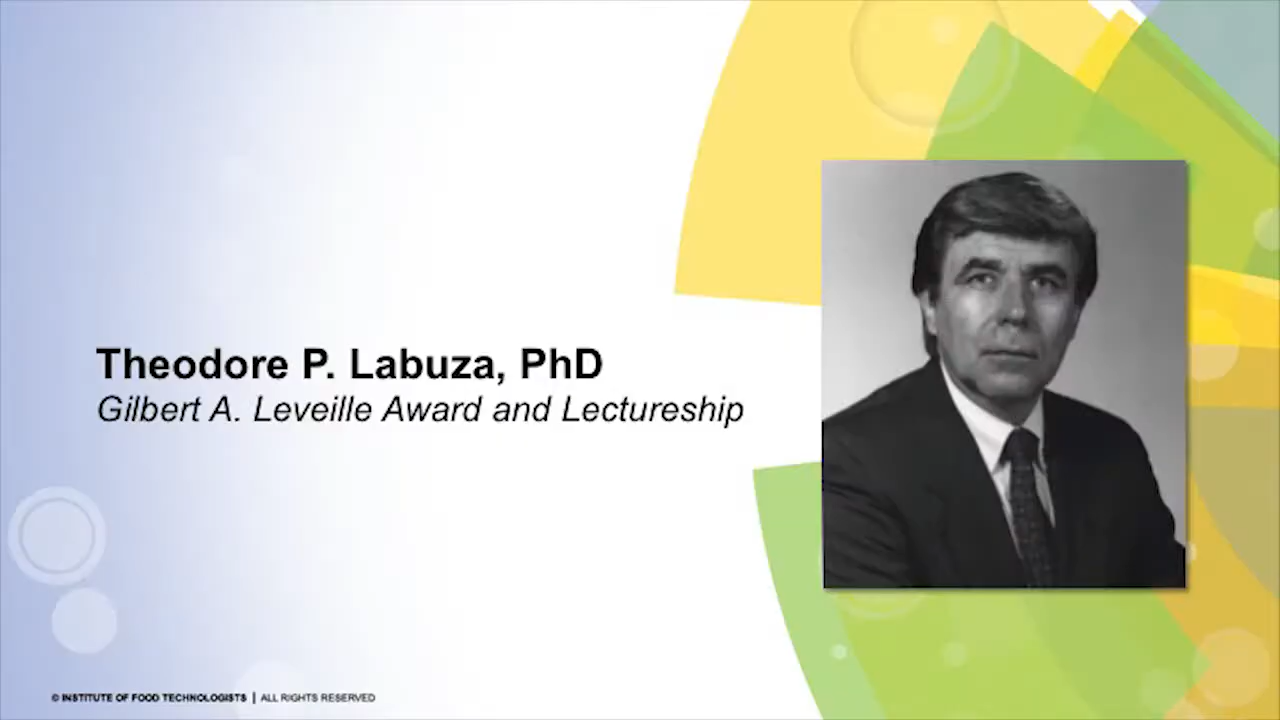 Theodore P. Labuza, PhD
Gilbert A. Leveille Award and Lectureship
© INSTITUTE OF FOOD TECHNOLOGISTS | ALL RIGHTS RESERVED